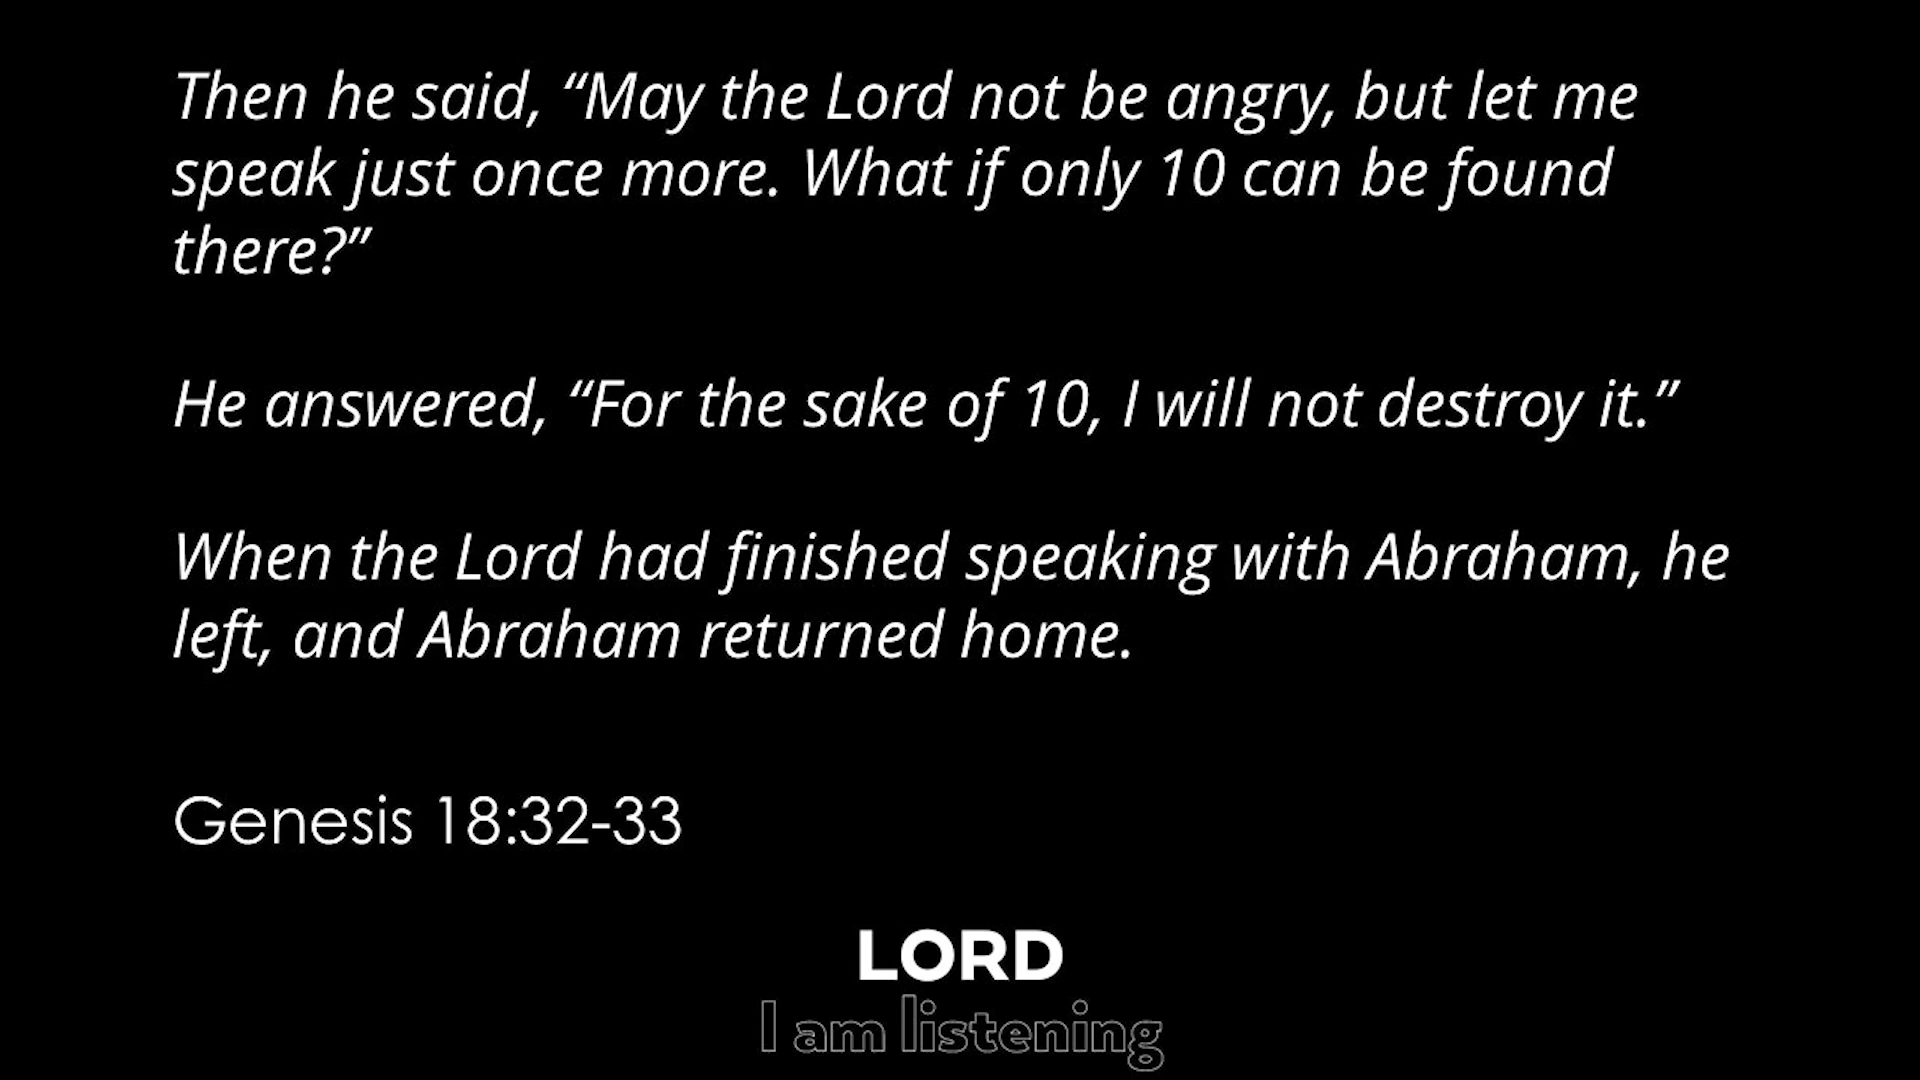 Then he said, “May the Lord not be angry, but let me
speak just once more. What if only 10 can be found
there?”
He answered, “For the sake of 10, I will not destroy it.”
When the Lord had finished speaking with Abraham, he
left, and Abraham returned home.
Genesis 18:32-33
LORD
I am listening